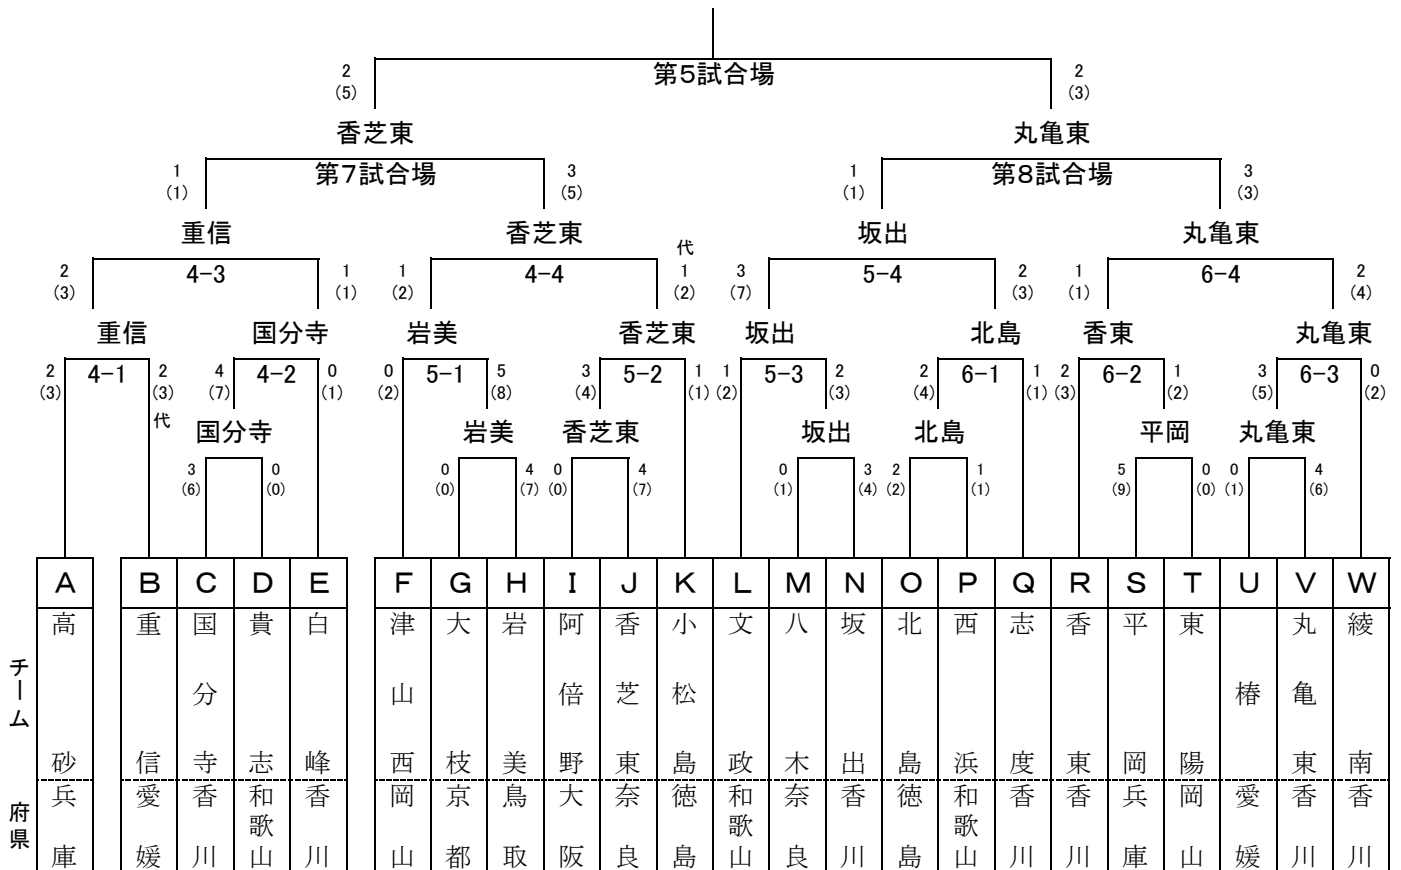 第5試合場
2 2
(5) (3)
香芝東 丸亀東
第7試合場 第8試合場
1 3 1 3
(1) (5) (1) (3)
重信 香芝東 坂出 丸亀東
代
4-3 4-4 5-4 6-4
2 1 1 1 3 2 1 2
(3) (1) (2) (2) (7) (3) (1) (4)
重信 国分寺 岩美 香芝東 坂出 北島 香東 丸亀東
2 4-1 2 4 4-2 0 0 5-1 5 3 5-2 1 1 5-3 2 2 6-1 1 2 6-2 1 3 6-3 0
(3) (3) (7) (1) (2) (8) (4) (1) (2) (3) (4) (1) (3) (2) (5) (2)
代
国分寺 岩美 香芝東 坂出 北島 平岡 丸亀東
3 0 0 4 0 4 0 3 2 1 5 0 0 4
(6) (0) (0) (7) (0) (7) (1) (4) (2) (1) (9) (0) (1) (6)
A B C D E F G H I J K L M N O P Q R S T U V W
チーム
高砂 重信 国分寺 貴志 白峰 津山西 大枝 岩美 阿倍野 香芝東 小松島 文政 八木 坂出 北島 西浜 志度 香東 平岡 東陽 椿 丸亀東 綾南
府県
兵庫 愛媛 香川 和歌山 香川 岡山 京都 鳥取 大阪 奈良 徳島 和歌山 奈良 香川 徳島 和歌山 香川 香川 兵庫 岡山 愛媛 香川 香川